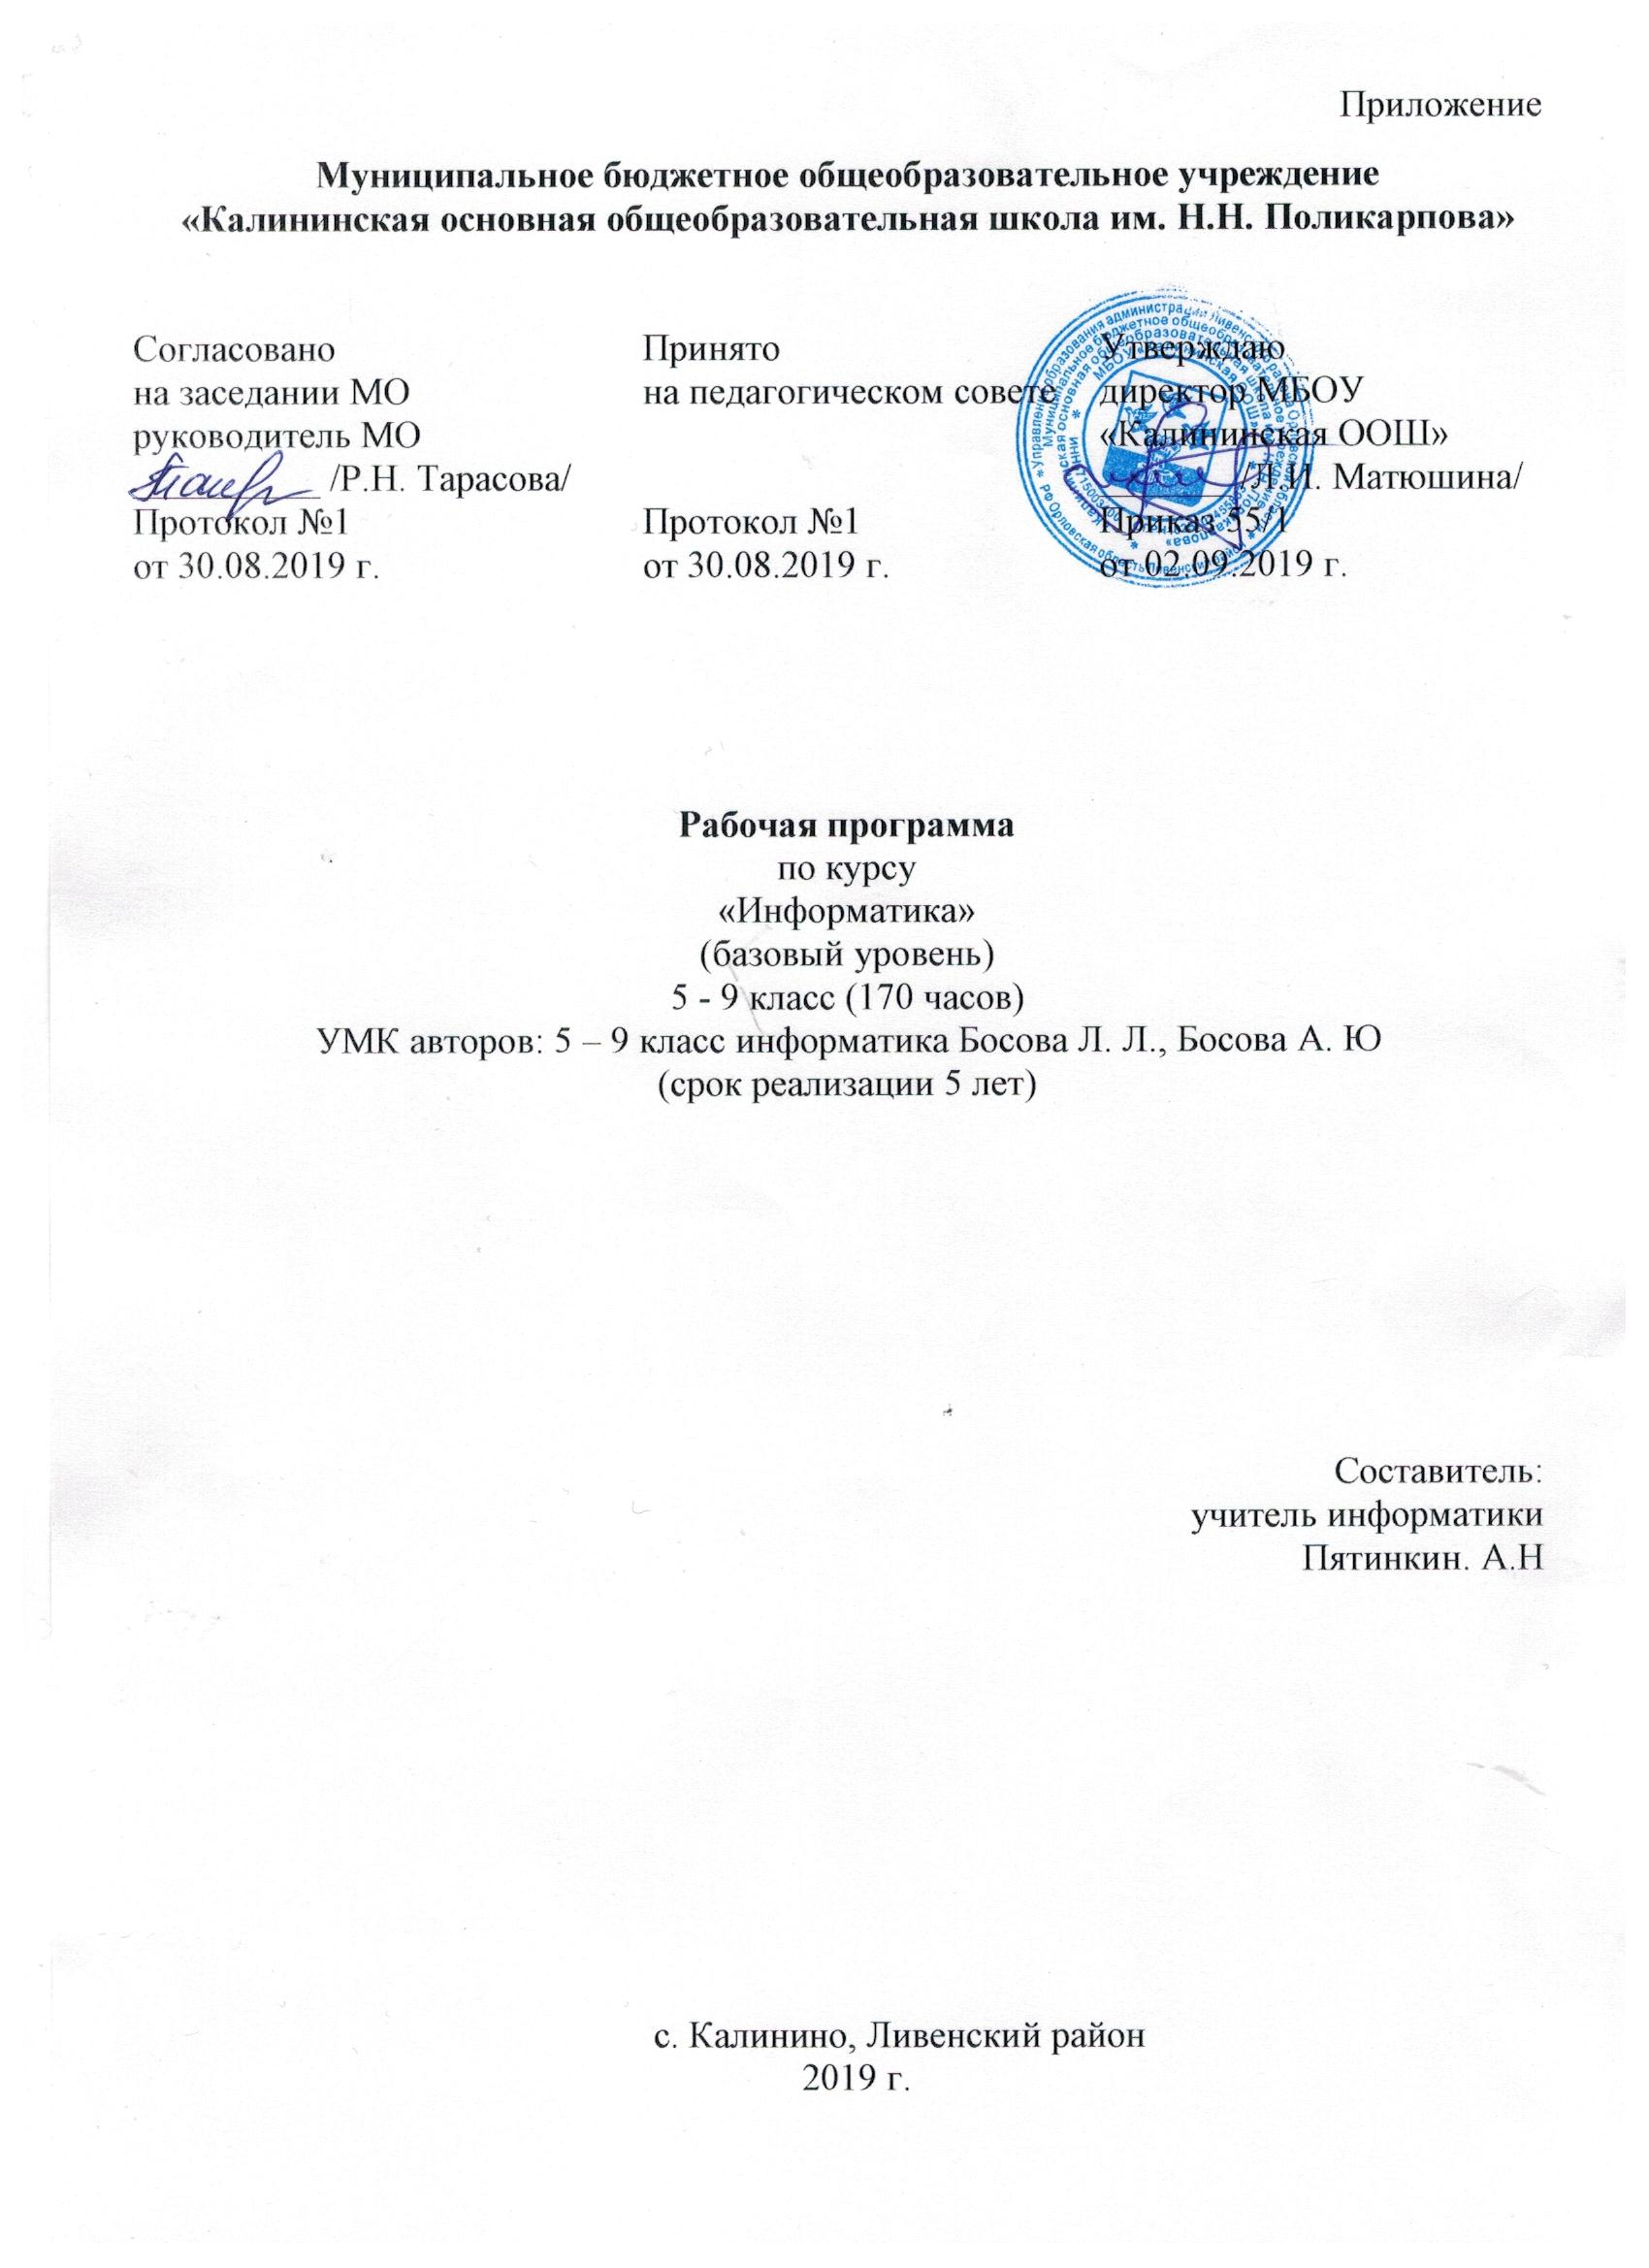 Приложение
Муниципальное бюджетное общеобразовательное учреждение
«Калининская основная общеобразовательная школа им. Н.Н. Поликарпова»
Согласовано
на заседании МО
руководитель МО
/Р.Н. Тарасова/
Протокол №1
от 30.08.2019 г.
Принято
на педагогическом совете
Протокол №1
от 30.08.2019 г.
Утверждаю
директор МБОУ
«Калининская ООШ»
/Л.И. Матюшина/
Приказ 55/1
от 02.09.2019 г.
Рабочая программа
по курсу
«Информатика»
(базовый уровень)
5 - 9 класс (170 часов)
УМК авторов: 5 – 9 класс информатика Босова Л. Л., Босова А. Ю
(срок реализации 5 лет)
Составитель:
учитель информатики
Пятинкин. А.Н
с. Калинино, Ливенский район
2019 г.